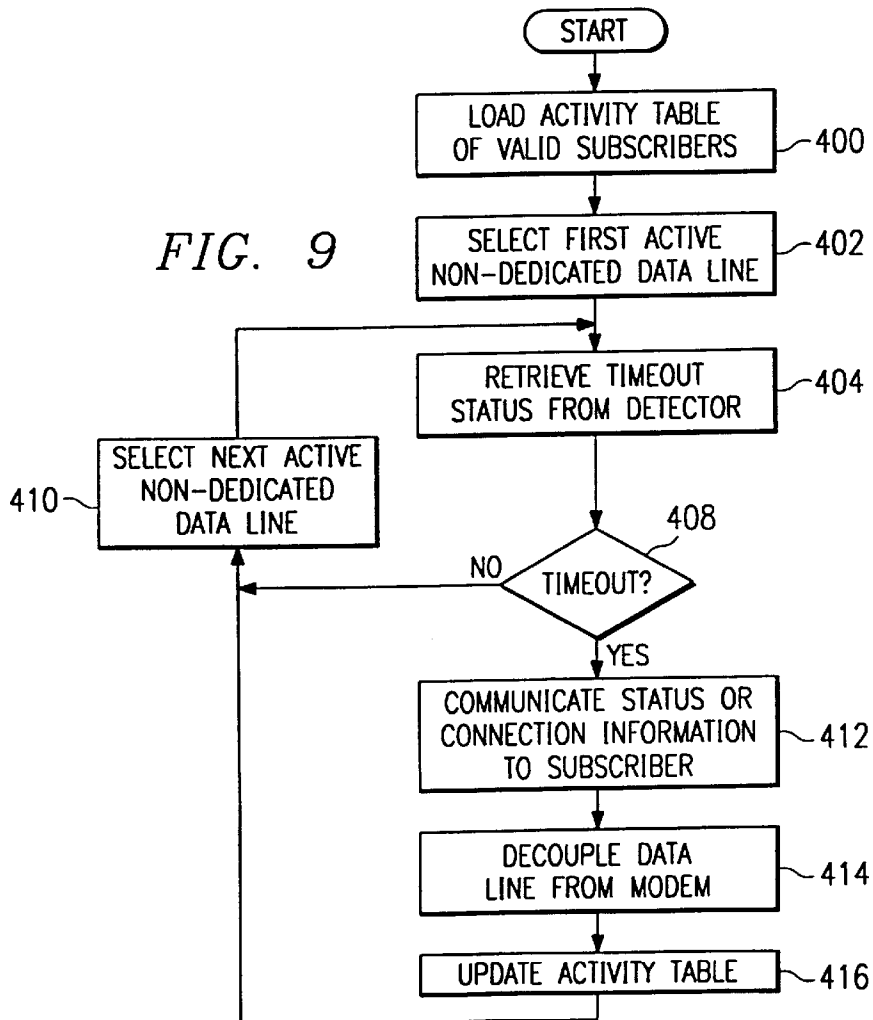 START
LOAD ACTIVITY TABLE
OF VALID SUBSCRIBERS
400
FIG. 9
SELECT FIRST ACTIVE
NON-DEDICATED DATA LINE
402
RETRIEVE TIMEOUT
STATUS FROM DETECTOR
404
SELECT NEXT ACTIVE
NON-DEDICATED
DATA LINE
410
408
TIMEOUT?
NO
YES
COMMUNICATE STATUS OR
CONNECTION INFORMATION
TO SUBSCRIBER
412
DECOUPLE DATA
LINE FROM MODEM
414
UPDATE ACTIVITY TABLE
416